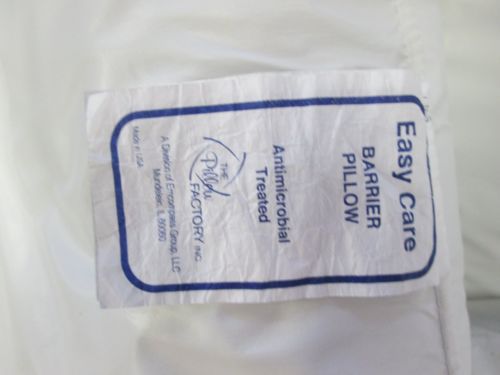 Easy Care
BARRIER
PILLOW
Antimicrobial
Treated
THE
Pillow
FACTORY INC.
A Division of Encompass Group, LLC
Mundelein, IL 60060
Made in USA